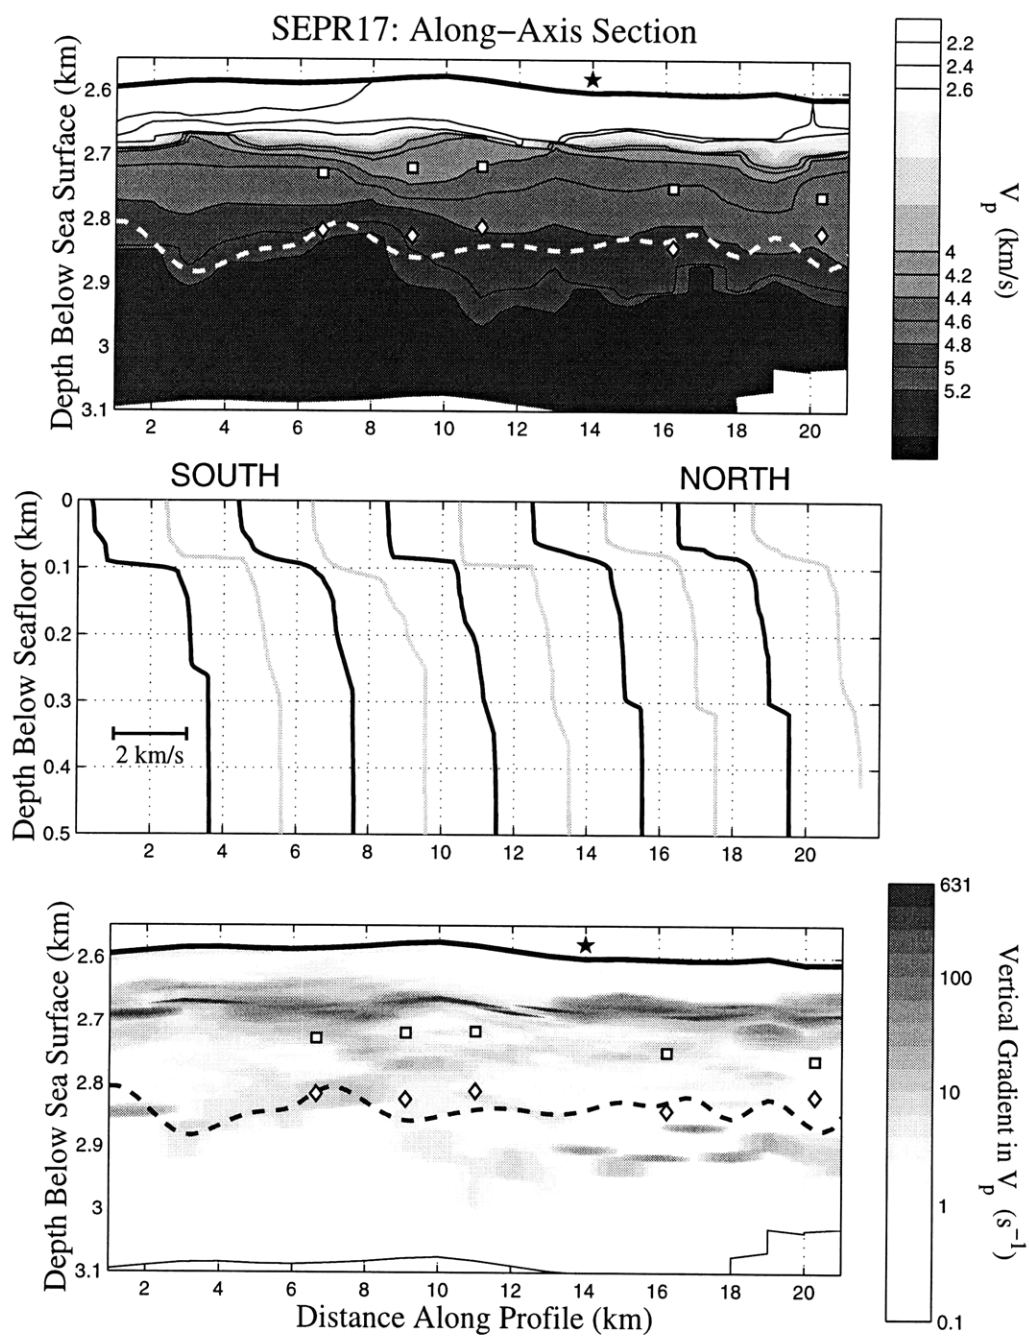 SEPR17: Along-Axis Section
Depth Below Sea Surface (km)
2.6
2.7
2.8
2.9
3
3.1
2 4 6 8 10 12 14 16 18 20
2.2
2.4
2.6
4
4.2
4.4
4.6
4.8
5
5.2
Vp (km/s)
SOUTH NORTH
Depth Below Seafloor (km)
0
0.1
0.2
0.3
0.4
0.5
2 km/s
2 4 6 8 10 12 14 16 18 20
Depth Below Sea Surface (km)
2.6
2.7
2.8
2.9
3
3.1
2 4 6 8 10 12 14 16 18 20
Distance Along Profile (km)
631
100
10
1
0.1
Vertical Gradient in Vp (s⁻¹)